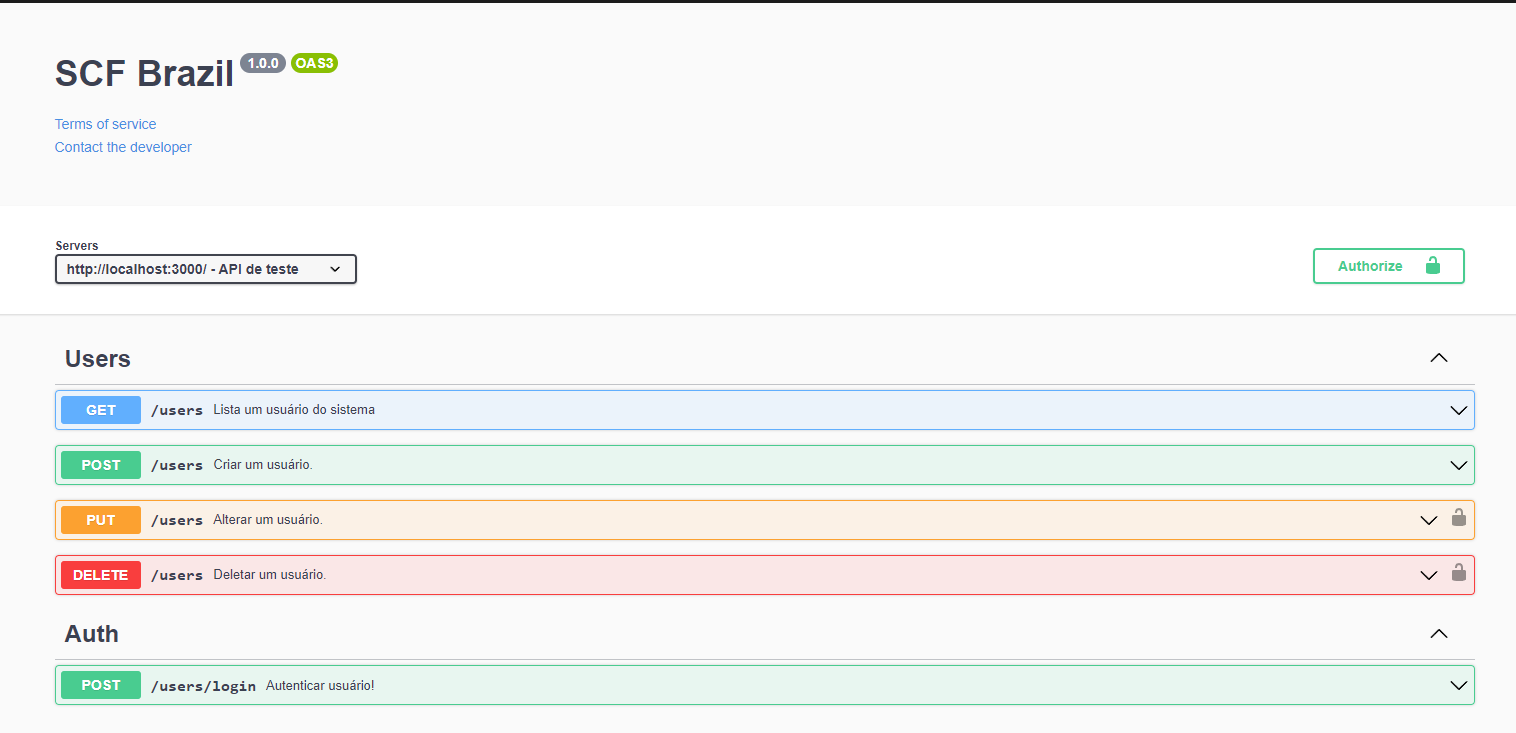 SCF Brazil 1.0.0 OAS3
Terms of service
Contact the developer
Servers
http://localhost:3000/ - API de teste
Authorize
Users
GET /users Lista um usuário do sistema
POST /users Criar um usuário.
PUT /users Alterar um usuário.
DELETE /users Deletar um usuário.
Auth
POST /users/login Autenticar usuário!